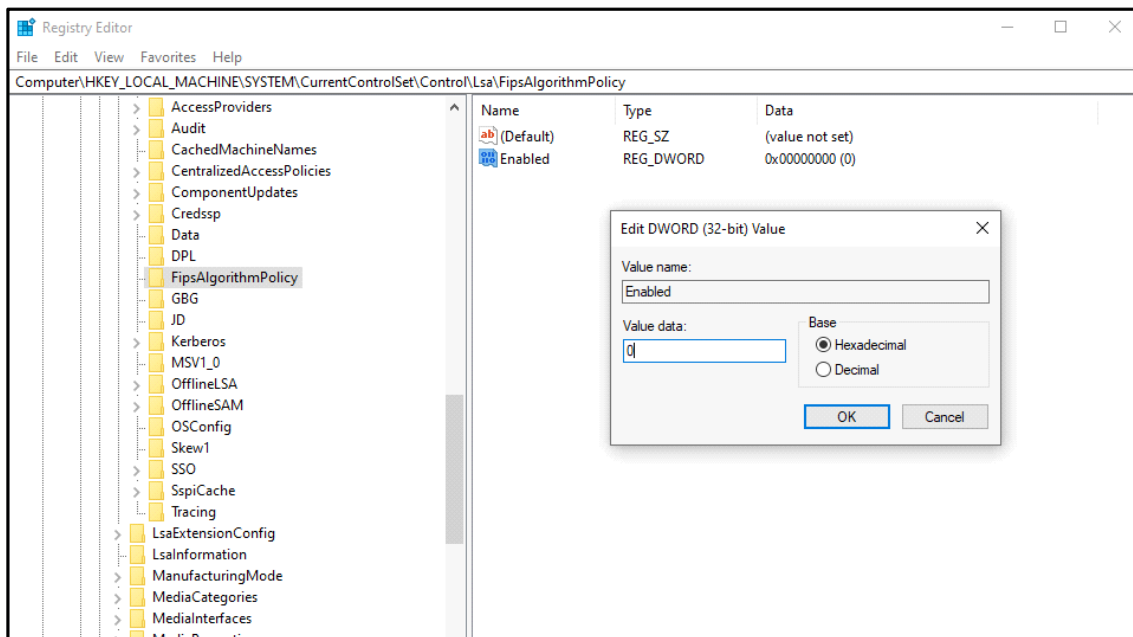 Registry Editor
File Edit View Favorites Help
Computer\HKEY_LOCAL_MACHINE\SYSTEM\CurrentControlSet\Control\Lsa\FipsAlgorithmPolicy
AccessProviders
Audit
CachedMachineNames
CentralizedAccessPolicies
ComponentUpdates
Credssp
Data
DPL
FipsAlgorithmPolicy
GBG
JD
Kerberos
MSV1_0
OfflineLSA
OfflineSAM
OSConfig
Skew1
SSO
SspiCache
Tracing
LsaExtensionConfig
LsaInformation
ManufacturingMode
MediaCategories
MediaInterfaces
Name Type Data
ab (Default) REG_SZ (value not set)
Enabled REG_DWORD 0x00000000 (0)
Edit DWORD (32-bit) Value
Value name:
Enabled
Value data:
0
Base
Hexadecimal
Decimal
OK Cancel